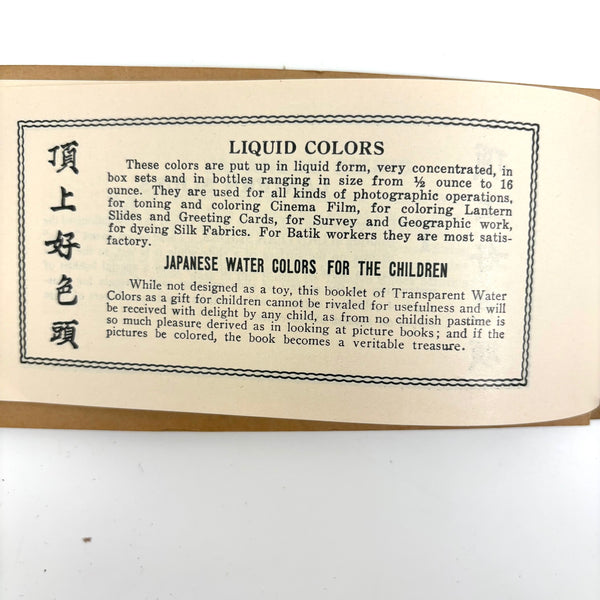 頂上好色頭
LIQUID COLORS
These colors are put up in liquid form, very concentrated, in
box sets and in bottles ranging in size from ½ ounce to 16
ounce. They are used for all kinds of photographic operations,
for toning and coloring Cinema Film, for coloring Lantern
Slides and Greeting Cards, for Survey and Geographic work,
for dyeing Silk Fabrics. For Batik workers they are most satis-
factory.
JAPANESE WATER COLORS FOR THE CHILDREN
While not designed as a toy, this booklet of Transparent Water
Colors as a gift for children cannot be rivaled for usefulness and will
be received with delight by any child, as from no childish pastime is
so much pleasure derived as in looking at picture books; and if the
pictures be colored, the book becomes a veritable treasure.